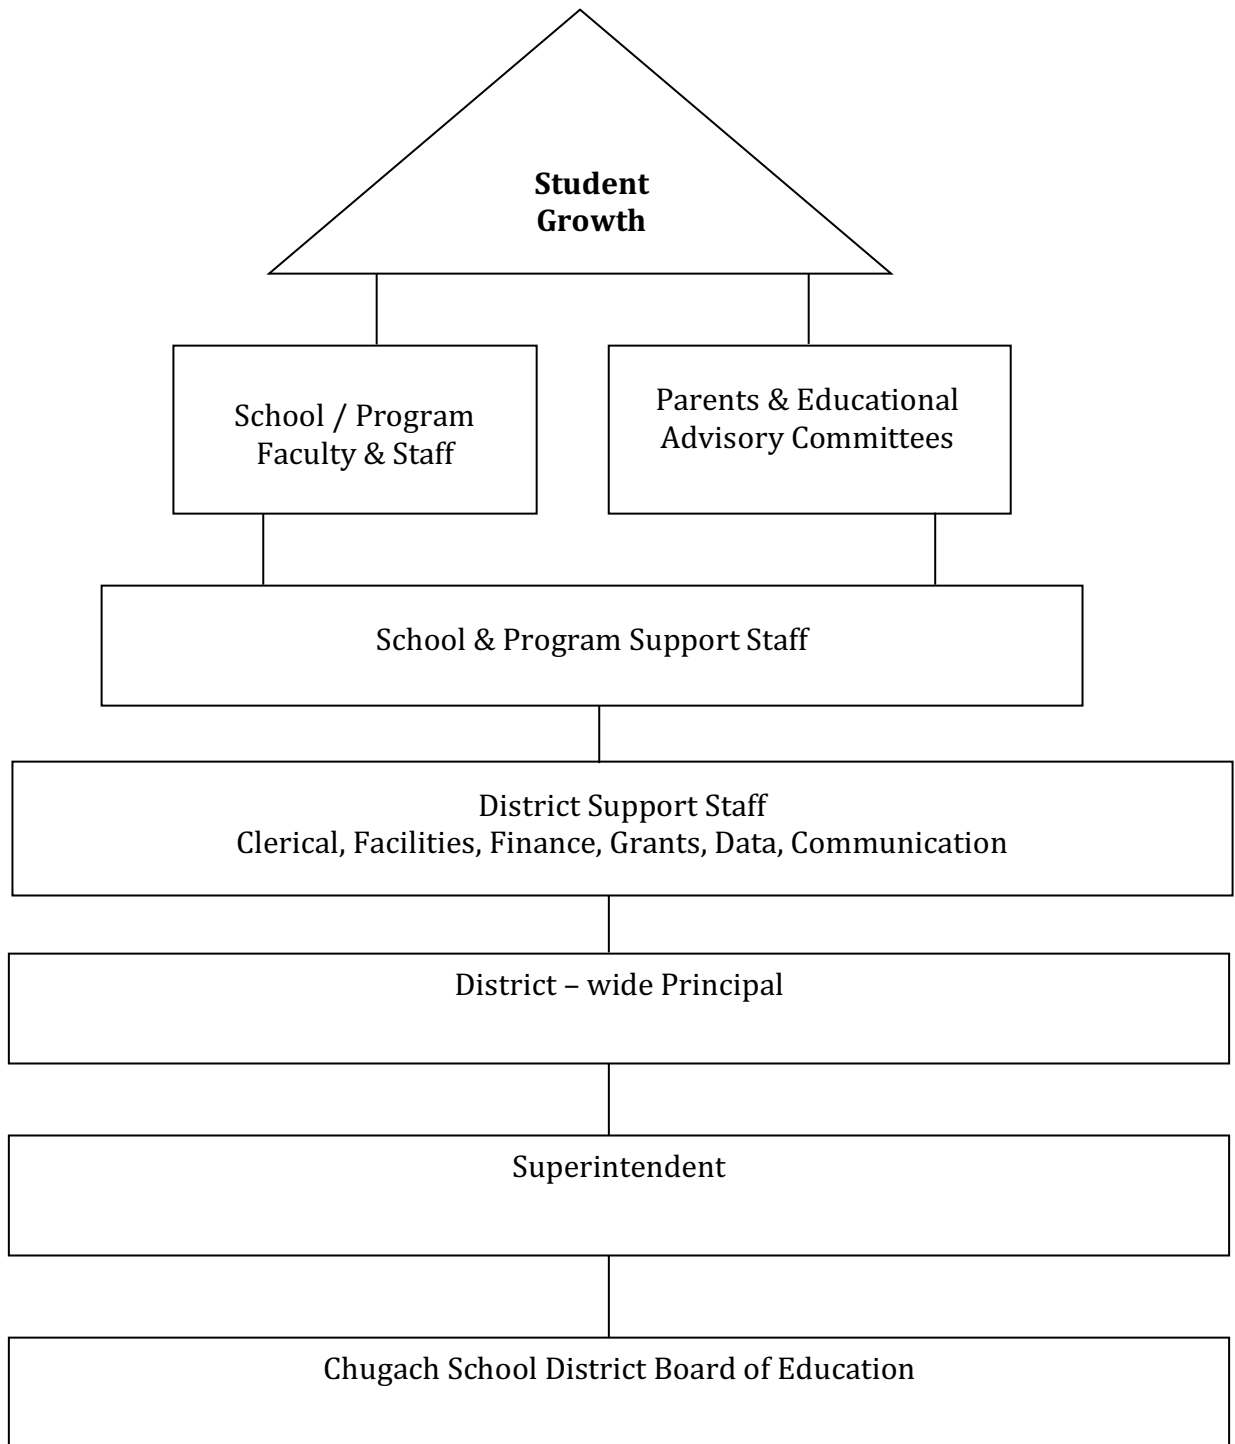 Student
Growth
School / Program
Faculty & Staff
Parents & Educational
Advisory Committees
School & Program Support Staff
District Support Staff
Clerical, Facilities, Finance, Grants, Data, Communication
District – wide Principal
Superintendent
Chugach School District Board of Education